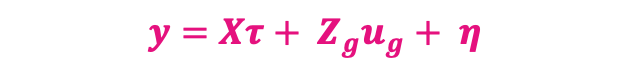 y = Xτ + Z_g u_g + η